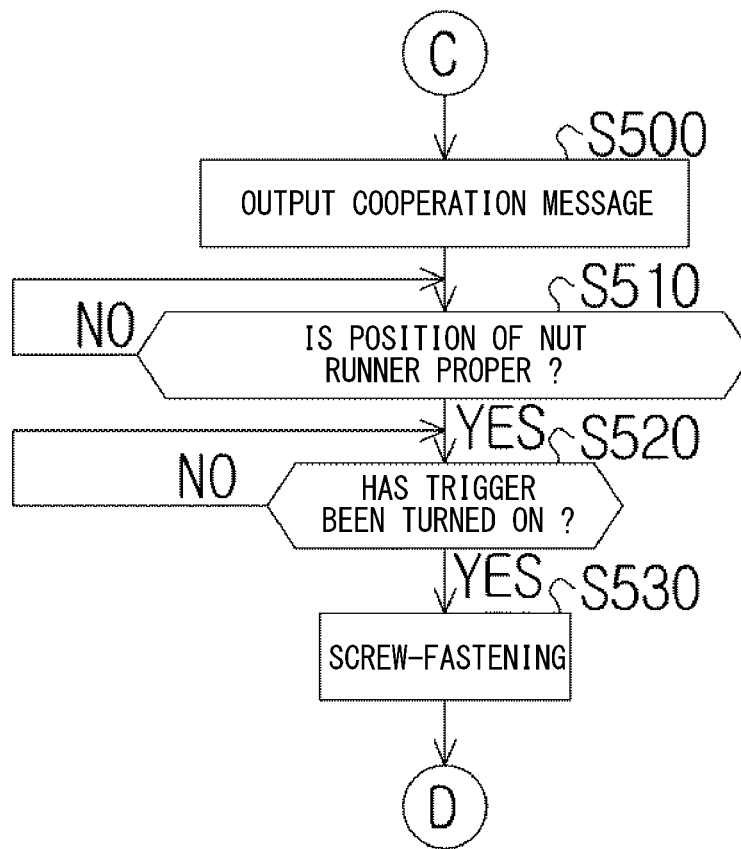 C
S500
OUTPUT COOPERATION MESSAGE
S510
NO
IS POSITION OF NUT
RUNNER PROPER ?
YES
S520
NO
HAS TRIGGER
BEEN TURNED ON ?
YES
S530
SCREW-FASTENING
D